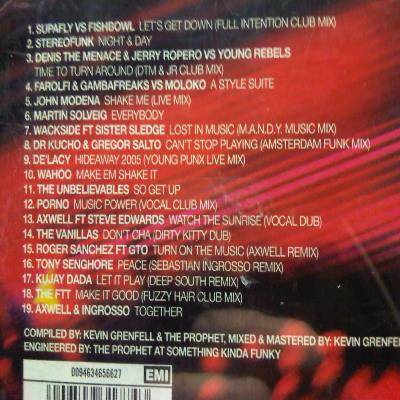 1. SUPAFLY VS FISHBOWL LET'S GET DOWN (FULL INTENTION CLUB MIX)
2. STEREOFUNK NIGHT & DAY
3. DENIS THE MENACE & JERRY ROPERO VS YOUNG REBELS
TIME TO TURN AROUND (DTM & JR CLUB MIX)
4. FAROLFI & GAMBAFREAKS VS MOLOKO A STYLE SUITE
5. JOHN MODENA SHAKE ME (LIVE MIX)
6. MARTIN SOLVEIG EVERYBODY
7. WACKSIDE FT SISTER SLEDGE LOST IN MUSIC (M.A.N.D.Y. MUSIC MIX)
8. DR KUCHO & GREGOR SALTO CAN'T STOP PLAYING (AMSTERDAM FUNK MIX)
9. DE'LACY HIDEAWAY 2005 (YOUNG PUNX LIVE MIX)
10. WAHOO MAKE EM SHAKE IT
11. THE UNBELIEVABLES SO GET UP
12. PORNO MUSIC POWER (VOCAL CLUB MIX)
13. AXWELL FT STEVE EDWARDS WATCH THE SUNRISE (VOCAL DUB)
14. THE VANILLAS DON'T CHA (DIRTY KITTY DUB)
15. ROGER SANCHEZ FT GTO TURN ON THE MUSIC (AXWELL REMIX)
16. TONY SENGHORE PEACE (SEBASTIAN INGROSSO REMIX)
17. KUJAY DADA LET IT PLAY (DEEP SOUTH REMIX)
18. THE FTT MAKE IT GOOD (FUZZY HAIR CLUB MIX)
19. AXWELL & INGROSSO TOGETHER
COMPILED BY: KEVIN GRENFELL & THE PROPHET, MIXED & MASTERED BY: KEVIN GRENFELL
ENGINEERED BY: THE PROPHET AT SOMETHING KINDA FUNKY
0094634656627
EMI